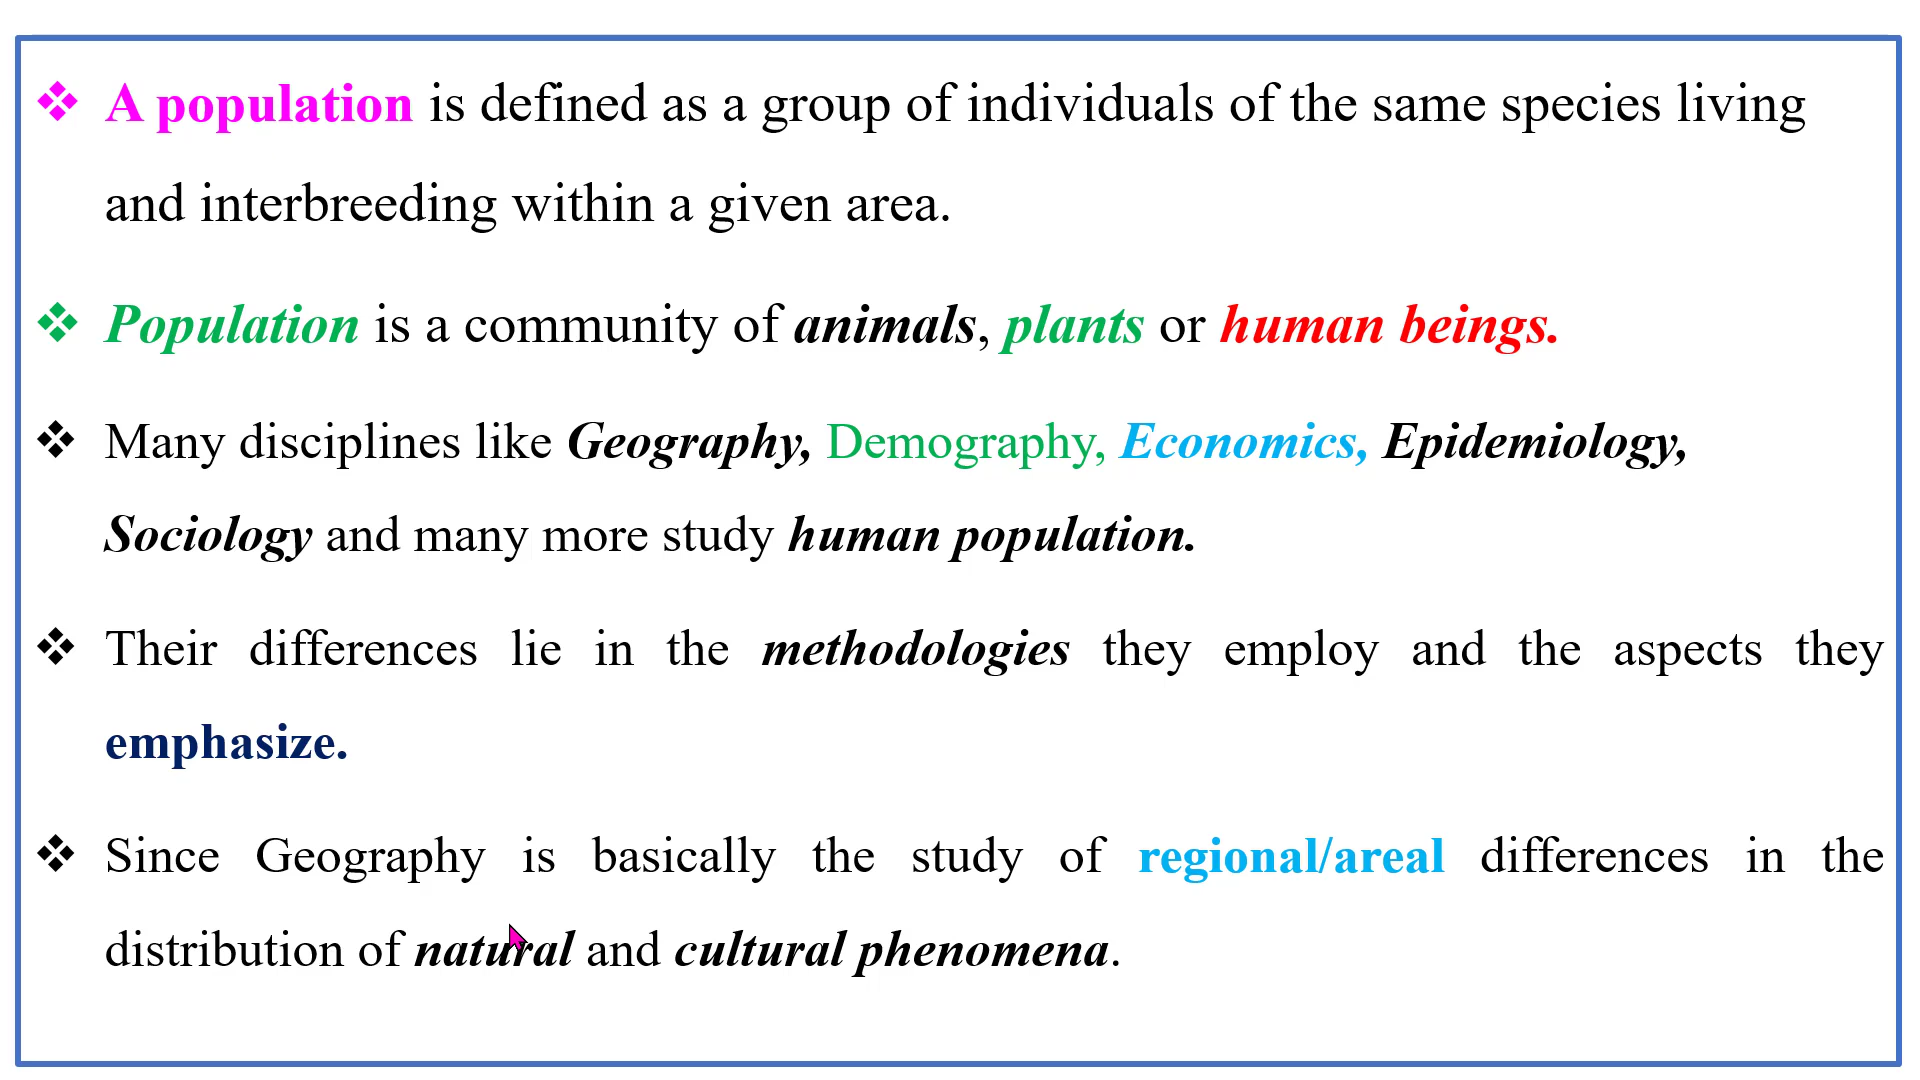 ❖ A population is defined as a group of individuals of the same species living
and interbreeding within a given area.
❖ Population is a community of animals, plants or human beings.
❖ Many disciplines like Geography, Demography, Economics, Epidemiology,
Sociology and many more study human population.
❖ Their differences lie in the methodologies they employ and the aspects they
emphasize.
❖ Since Geography is basically the study of regional/areal differences in the
distribution of natural and cultural phenomena.